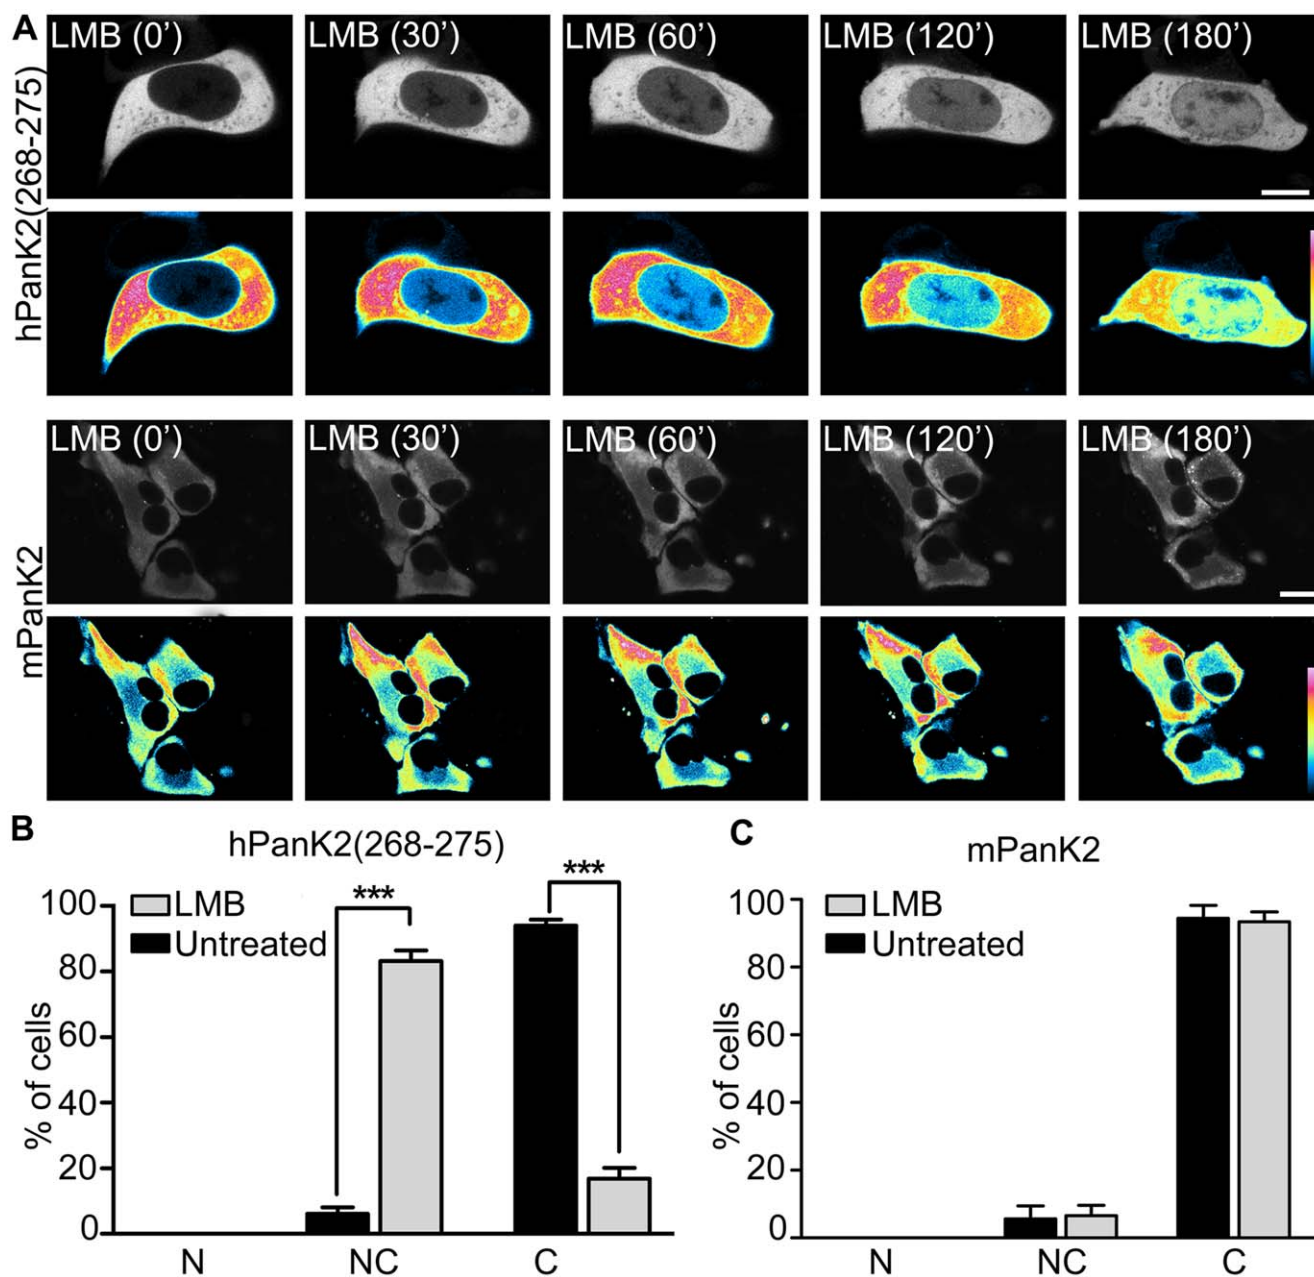 A
LMB (0’)
LMB (30’)
LMB (60’)
LMB (120’)
LMB (180’)
hPanK2(268-275)
LMB (0’)
LMB (30’)
LMB (60’)
LMB (120’)
LMB (180’)
mPanK2
B
hPanK2(268-275)
LMB
Untreated
***
***
% of cells
100
80
60
40
20
0
N
NC
C
C
mPanK2
LMB
Untreated
% of cells
100
80
60
40
20
0
N
NC
C